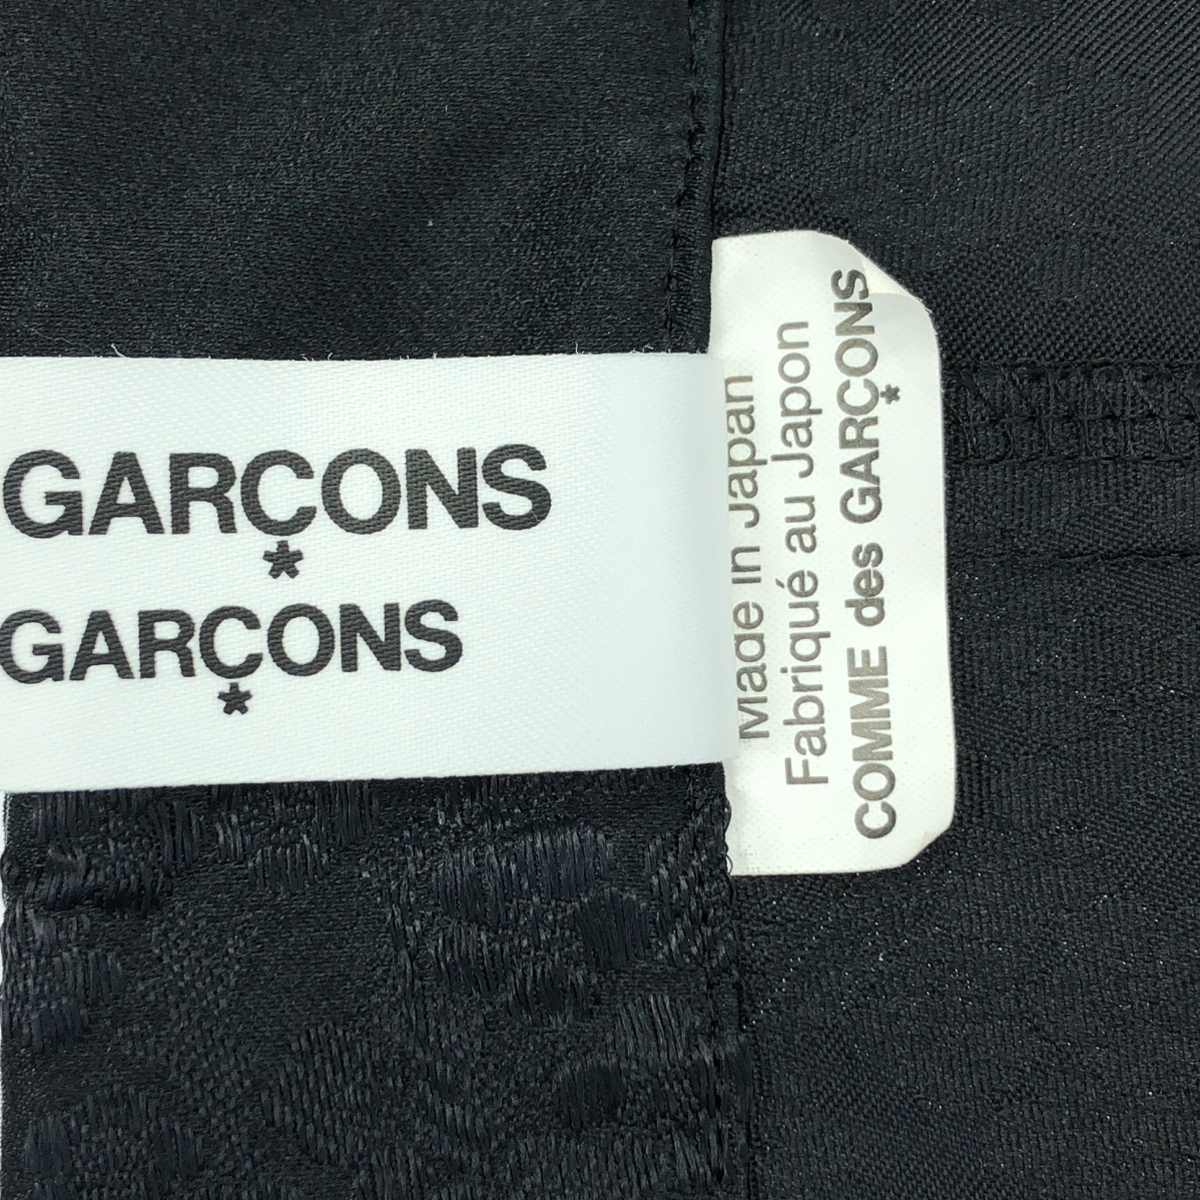 GARÇONS
*
GARÇONS
*
Made in Japan
Fabriqué au Japon
COMME des GARÇONS
*